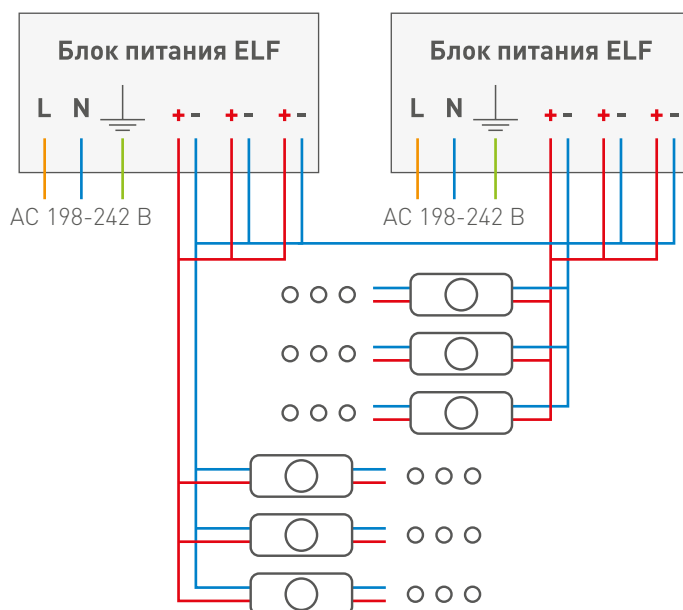 Блок питания ELF
L N + - + - + -
AC 198-242 В
Блок питания ELF
L N + - + - + -
AC 198-242 В